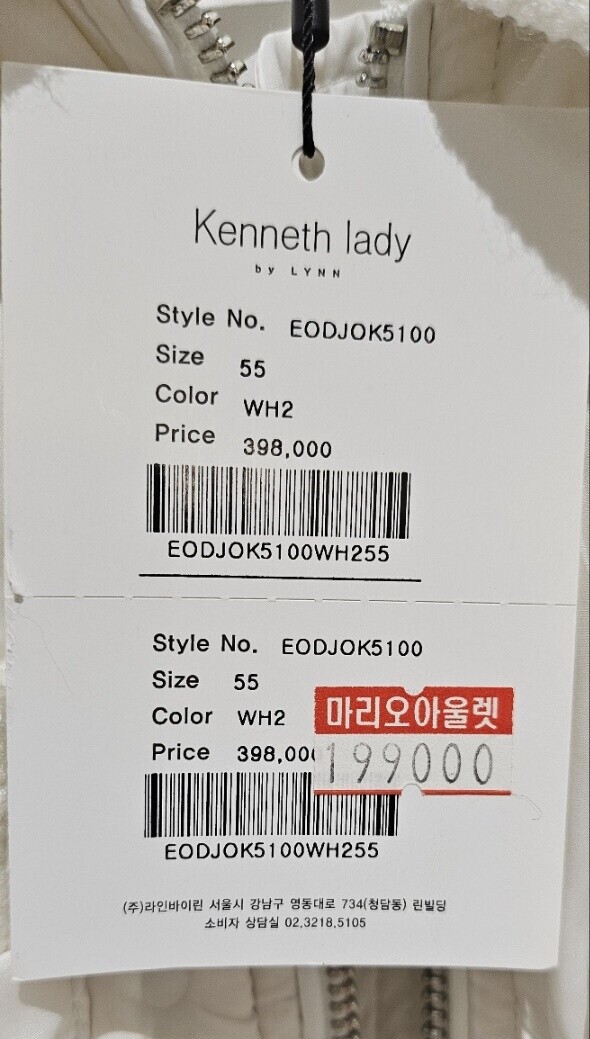 Kenneth lady
by LYNN
Style No. EODJOK5100
Size 55
Color WH2
Price 398,000
EODJOK5100WH255
Style No. EODJOK5100
Size 55
Color WH2
마리오아울렛
Price 398,000
199000
EODJOK5100WH255
(주)라인바이린 서울시 강남구 영동대로 734(청담동) 린빌딩
소비자 상담실 02,3218,5105